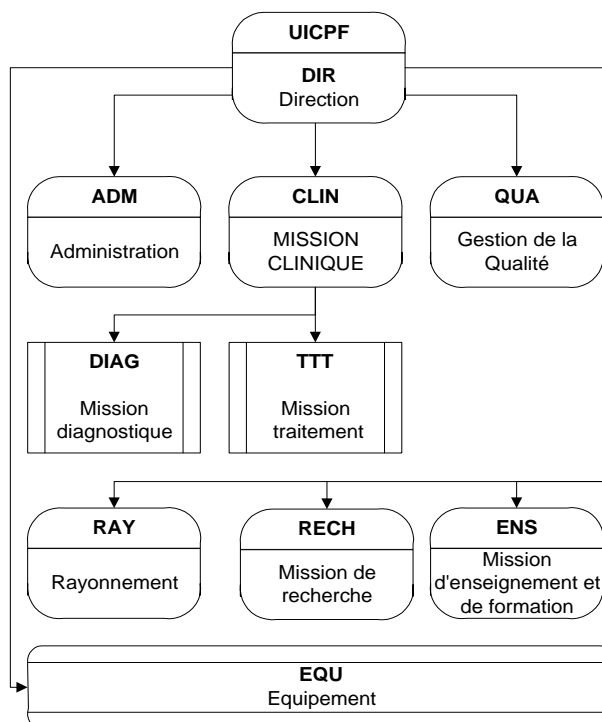 UICPF
DIR
Direction
ADM
Administration
CLIN
MISSION
CLINIQUE
QUA
Gestion de la
Qualité
DIAG
Mission
diagnostique
TTT
Mission
traitement
RAY
Rayonnement
RECH
Mission de
recherche
ENS
Mission
d'enseignement et
de formation
EQU
Equipement